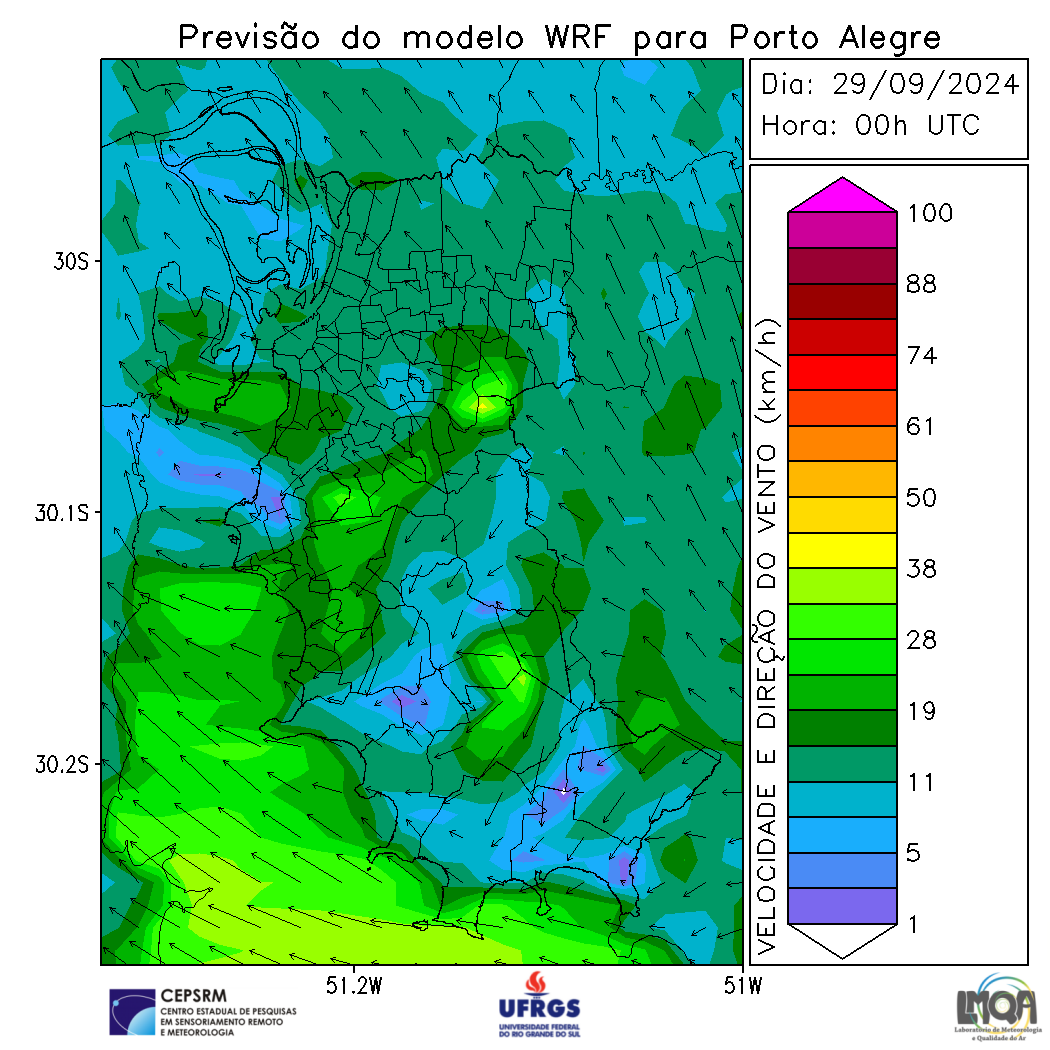 Previsão do modelo WRF para Porto Alegre
Dia: 29/09/2024
Hora: 00h UTC
30S
30.1S
30.2S
51.2W
51W
VELOCIDADE E DIREÇÃO DO VENTO (km/h)
100
88
74
61
50
38
28
19
11
5
1
CEPSRM
CENTRO ESTADUAL DE PESQUISAS
EM SENSORIAMENTO REMOTO
E METEOROLOGIA
UFRGS
UNIVERSIDADE FEDERAL
DO RIO GRANDE DO SUL
LMQA
Laboratório de Meteorologia
e Qualidade do Ar